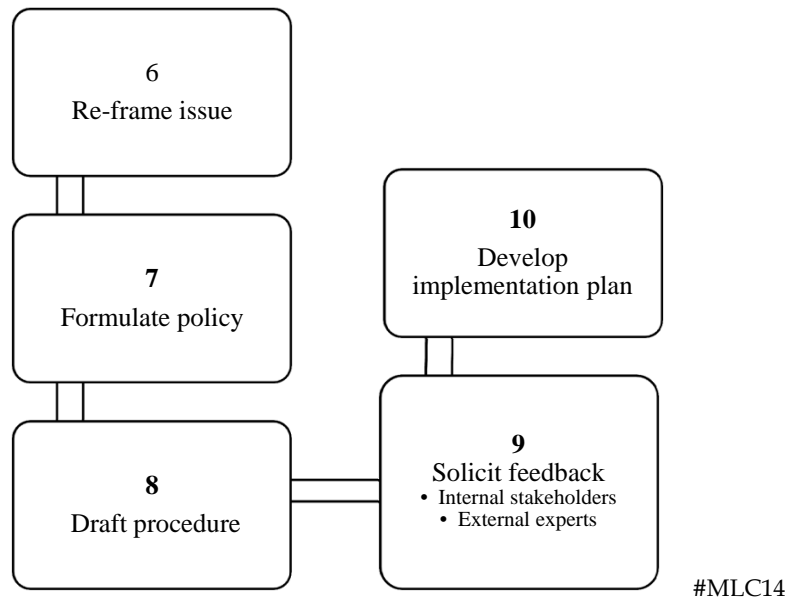 6
Re-frame issue
7
Formulate policy
8
Draft procedure
9
Solicit feedback
• Internal stakeholders
• External experts
10
Develop
implementation plan
#MLC14